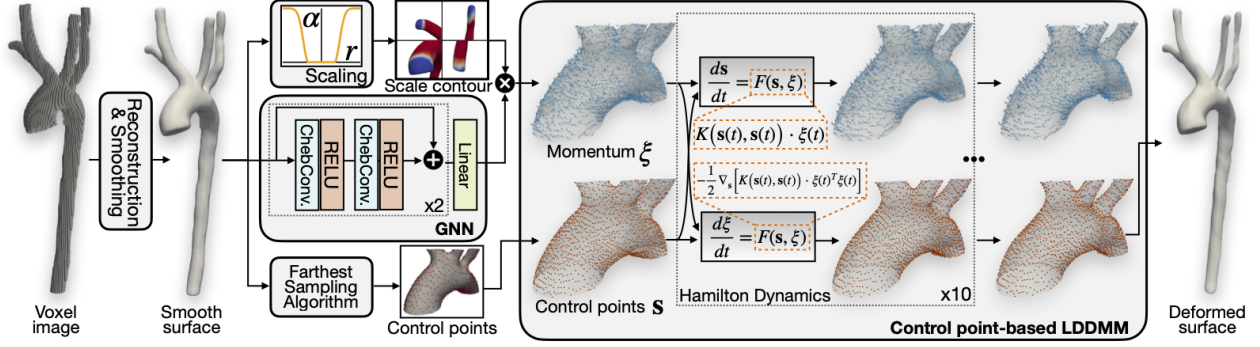 Voxel
image
Reconstruction
& Smoothing
Smooth
surface
α
r
Scaling
Scale contour
ChebConv.
RELU
ChebConv.
RELU
x2
Linear
GNN
Farthest
Sampling
Algorithm
Control points
Momentum ξ
Control points s
ds/dt = F(s, ξ)
K(s(t), s(t)) · ξ(t)
-1/2 ∇s[K(s(t), s(t)) · ξ(t)^T ξ(t)]
dξ/dt = F(s, ξ)
Hamilton Dynamics
x10
Control point-based LDDMM
Deformed
surface